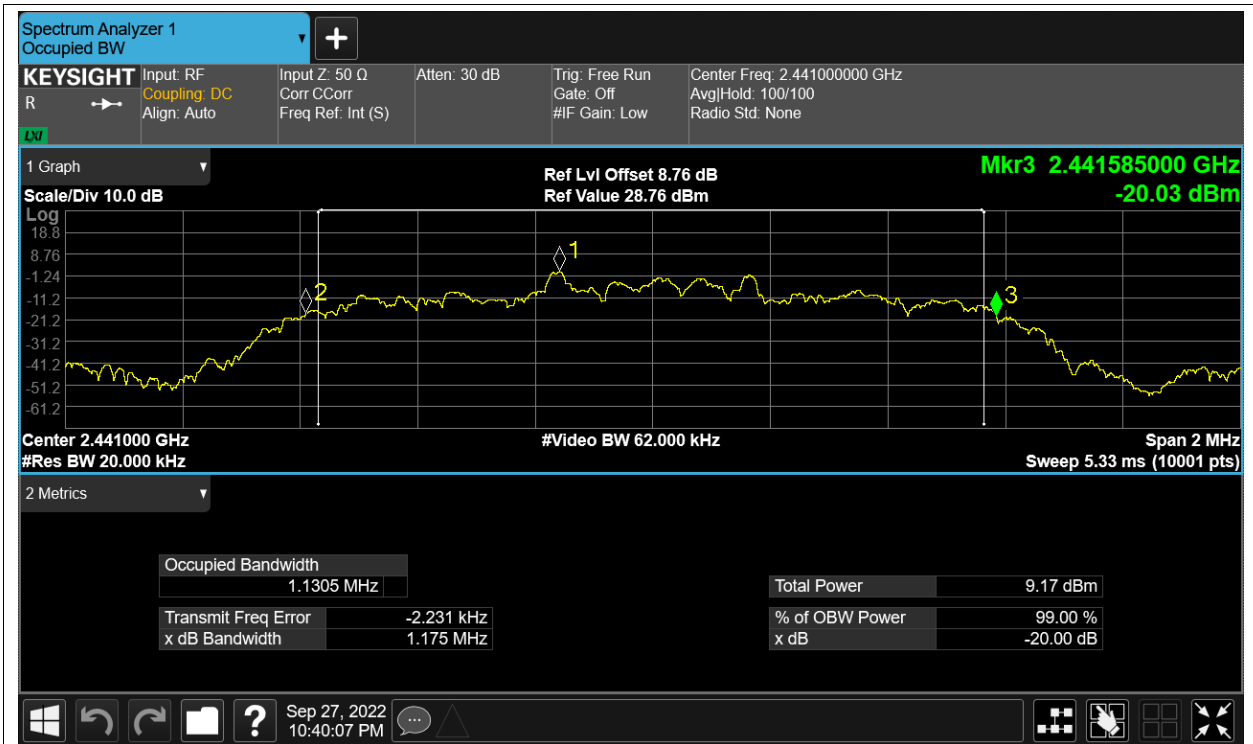 Spectrum Analyzer 1
Occupied BW
KEYSIGHT
R
LXI
Input: RF
Coupling: DC
Align: Auto
Input Z: 50 Ω
Corr CCorr
Freq Ref: Int (S)
Atten: 30 dB
Trig: Free Run
Gate: Off
#IF Gain: Low
Center Freq: 2.441000000 GHz
Avg|Hold: 100/100
Radio Std: None
1 Graph
Scale/Div 10.0 dB
Ref Lvl Offset 8.76 dB
Ref Value 28.76 dBm
Mkr3 2.441585000 GHz
-20.03 dBm
Log
18.8
8.76
-1.24
-11.2
-21.2
-31.2
-41.2
-51.2
-61.2
1
2
3
Center 2.441000 GHz
#Res BW 20.000 kHz
#Video BW 62.000 kHz
Span 2 MHz
Sweep 5.33 ms (10001 pts)
2 Metrics
Occupied Bandwidth
1.1305 MHz
Transmit Freq Error -2.231 kHz
x dB Bandwidth 1.175 MHz
Total Power 9.17 dBm
% of OBW Power 99.00 %
x dB -20.00 dB
?
Sep 27, 2022
10:40:07 PM